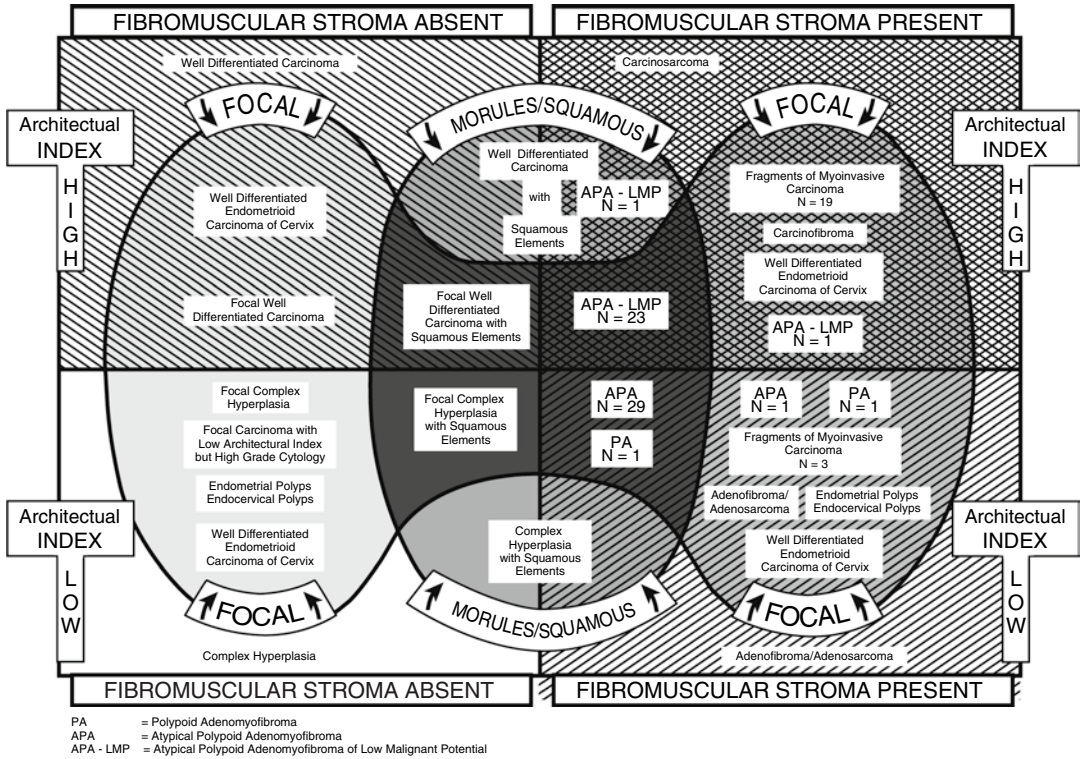 FIBROMUSCULAR STROMA ABSENT
FIBROMUSCULAR STROMA PRESENT
Well Differentiated Carcinoma
Carcinosarcoma
FOCAL
MORULES/SQUAMOUS
FOCAL
Architectual
INDEX
HIGH
Architectual
INDEX
HIGH
Well Differentiated
Endometrioid
Carcinoma of Cervix
Focal Well
Differentiated Carcinoma
Well Differentiated
Carcinoma
with
Squamous
Elements
APA - LMP
N = 1
Focal Well
Differentiated
Carcinoma with
Squamous Elements
APA - LMP
N = 23
Fragments of Myoinvasive
Carcinoma
N = 19
Carcinofibroma
Well Differentiated
Endometrioid
Carcinoma of Cervix
APA - LMP
N = 1
Focal Complex
Hyperplasia
Focal Carcinoma with
Low Architectural Index
but High Grade Cytology
Endometrial Polyps
Endocervical Polyps
Well Differentiated
Endometrioid
Carcinoma of Cervix
Focal Complex
Hyperplasia
with Squamous
Elements
APA
N = 29
PA
N = 1
Complex
Hyperplasia
with Squamous
Elements
APA
N = 1
PA
N = 1
Fragments of Myoinvasive
Carcinoma
N = 3
Adenofibroma/
Adenosarcoma
Endometrial Polyps
Endocervical Polyps
Well Differentiated
Endometrioid
Carcinoma of Cervix
Architectual
INDEX
LOW
Architectual
INDEX
LOW
FOCAL
MORULES/SQUAMOUS
FOCAL
Complex Hyperplasia
Adenofibroma/Adenosarcoma
FIBROMUSCULAR STROMA ABSENT
FIBROMUSCULAR STROMA PRESENT
PA = Polypoid Adenomyofibroma
APA = Atypical Polypoid Adenomyofibroma
APA - LMP = Atypical Polypoid Adenomyofibroma of Low Malignant Potential